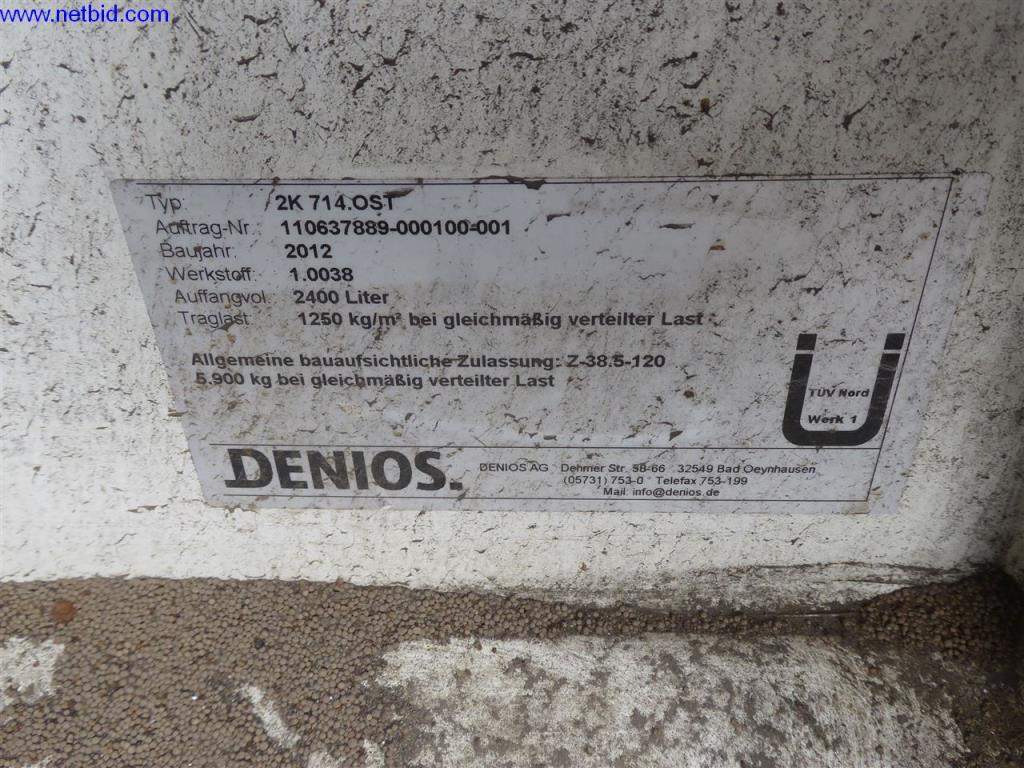 www.netbid.com
Typ: 2K 714.OST
Auftrag-Nr.: 110637889-000100-001
Baujahr: 2012
Werkstoff: 1.0038
Auffangvol.: 2400 Liter
Traglast: 1250 kg/m² bei gleichmäßig verteilter Last
Allgemeine bauaufsichtliche Zulassung: Z-38.5-120
5.900 kg bei gleichmäßig verteilter Last
Ü
TÜV Nord
Werk 1
DENIOS.
DENIOS AG Dehmer Str. 58-66 32549 Bad Oeynhausen
(05731) 753-0 * Telefax 753-199
Mail: info@denios.de